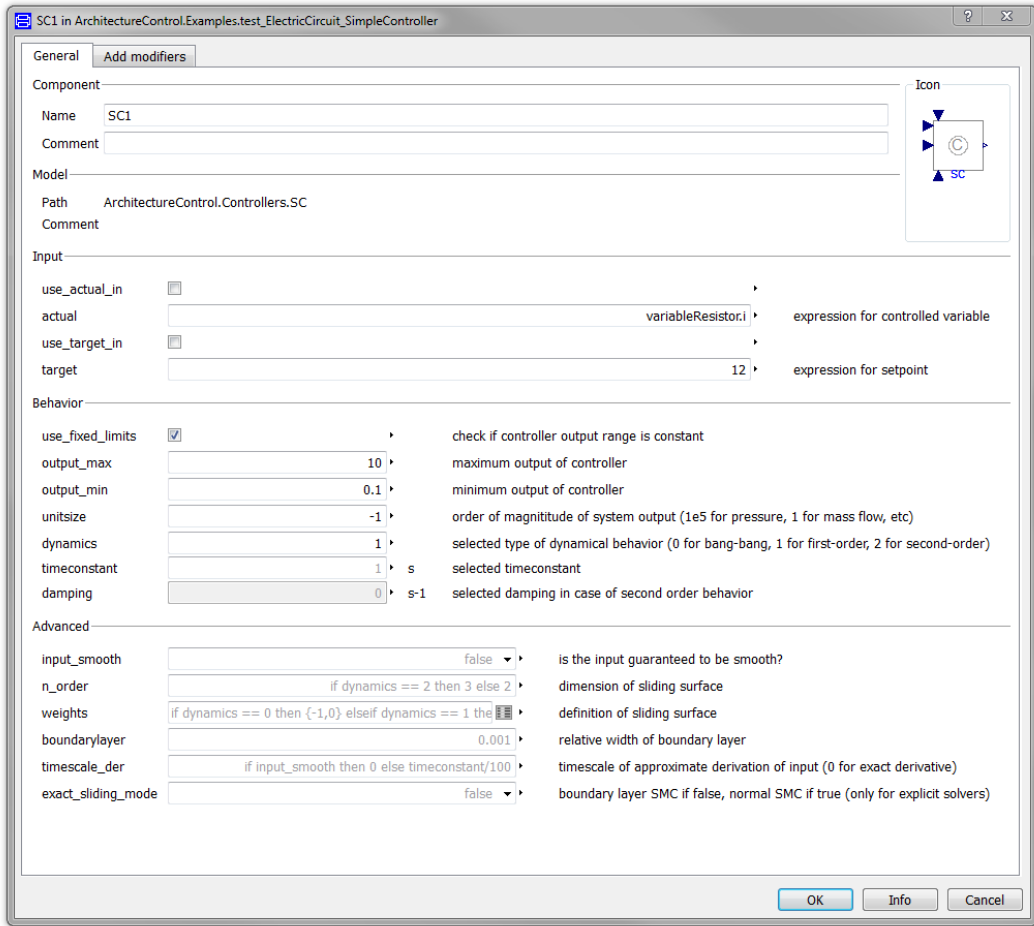 SC1 in ArchitectureControl.Examples.test_ElectricCircuit_SimpleController
?
General Add modifiers
Component
Icon
Name SC1
Comment
©
SC
Model
Path ArchitectureControl.Controllers.SC
Comment
Input
use_actual_in
actual variableResistor.i expression for controlled variable
use_target_in
target 12 expression for setpoint
Behavior
use_fixed_limits check if controller output range is constant
output_max 10 maximum output of controller
output_min 0.1 minimum output of controller
unitsize -1 order of magnititude of system output (1e5 for pressure, 1 for mass flow, etc)
dynamics 1 selected type of dynamical behavior (0 for bang-bang, 1 for first-order, 2 for second-order)
timeconstant 1 s selected timeconstant
damping 0 s-1 selected damping in case of second order behavior
Advanced
input_smooth false is the input guaranteed to be smooth?
n_order if dynamics == 2 then 3 else 2 dimension of sliding surface
weights if dynamics == 0 then {-1,0} elseif dynamics == 1 the definition of sliding surface
boundarylayer 0.001 relative width of boundary layer
timescale_der if input_smooth then 0 else timeconstant/100 timescale of approximate derivation of input (0 for exact derivative)
exact_sliding_mode false boundary layer SMC if false, normal SMC if true (only for explicit solvers)
OK Info Cancel